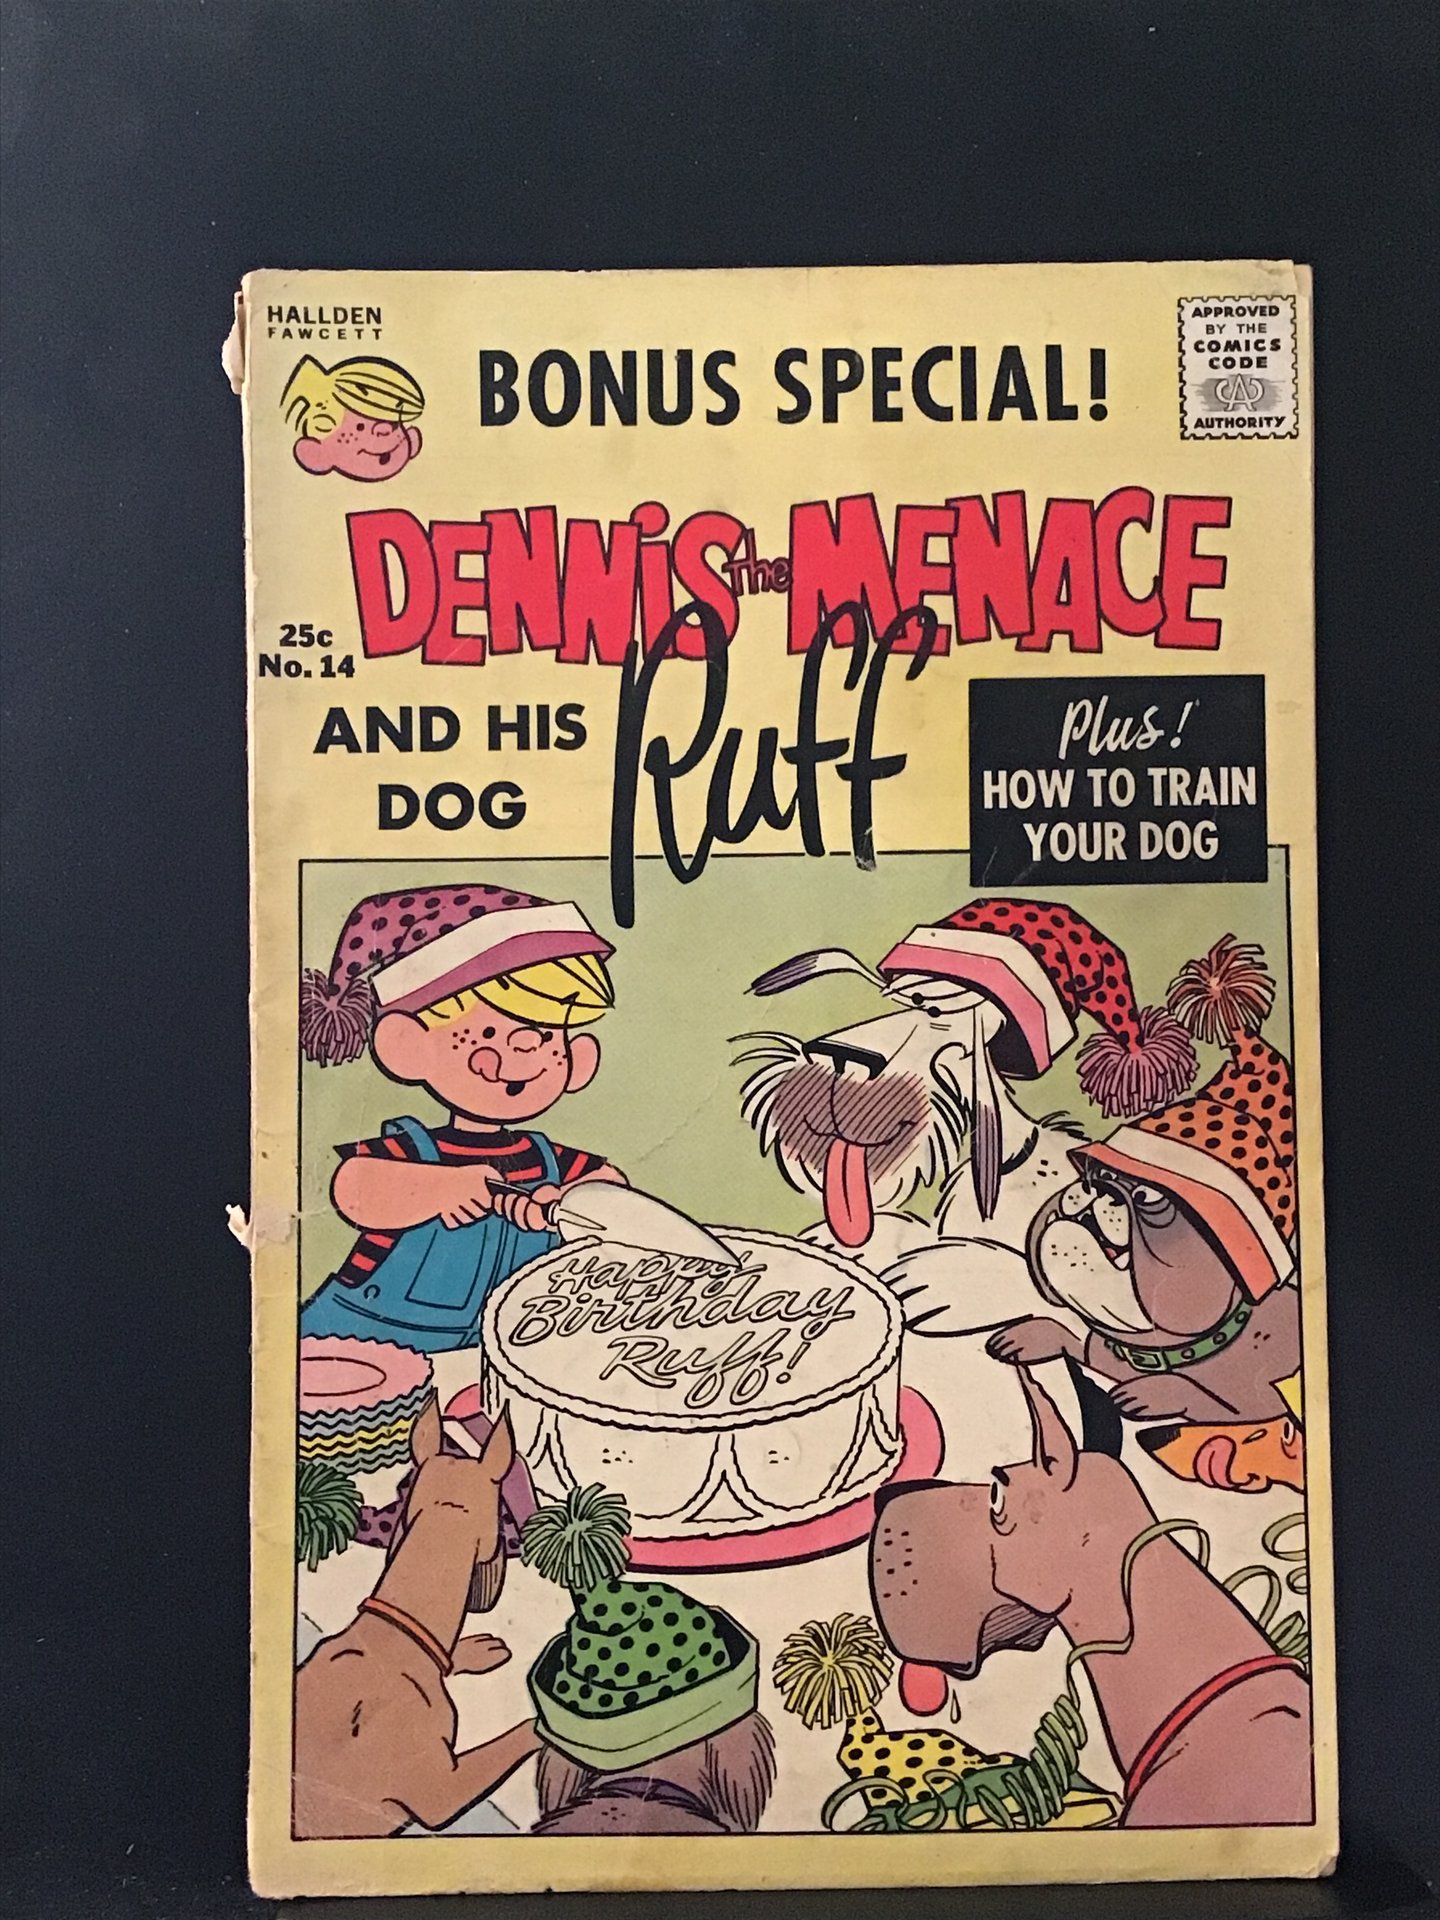 HALLDEN
FAWCETT
BONUS SPECIAL!
APPROVED
BY THE
COMICS
CODE
CA
AUTHORITY
DENNIS the MENACE
25c
No. 14
AND HIS
DOG
Ruff
Plus!
HOW TO TRAIN
YOUR DOG
Happy
Birthday
Ruff!